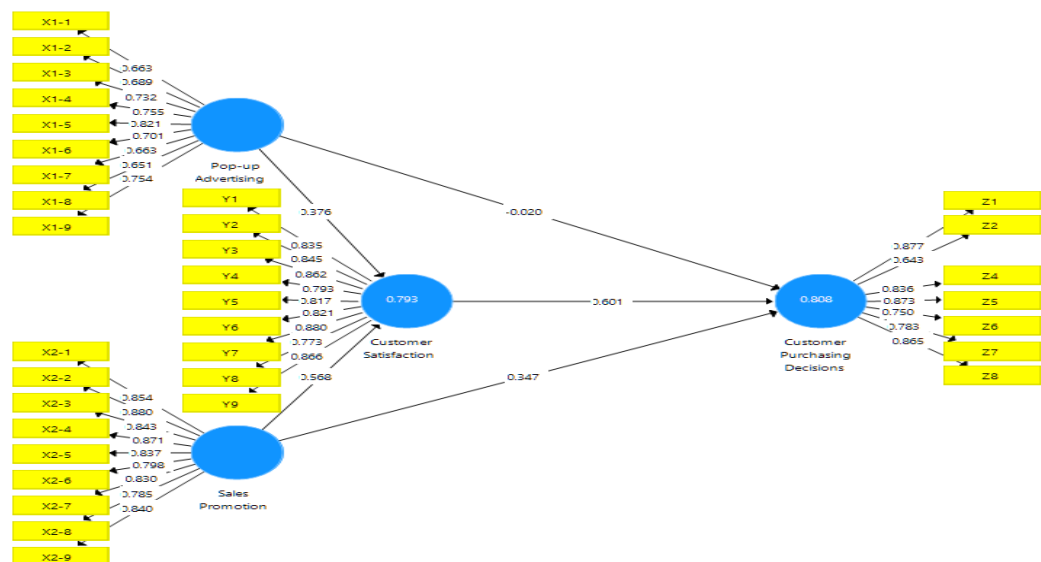 X1-1
X1-2
X1-3
X1-4
X1-5
X1-6
X1-7
X1-8
X1-9
0.663
0.689
0.732
0.755
0.821
0.701
0.663
0.651
0.754
Pop-up
Advertising
0.376
-0.020
Y1
Y2
Y3
Y4
Y5
Y6
Y7
Y8
Y9
0.835
0.845
0.862
0.793
0.817
0.821
0.880
0.773
0.866
0.793
Customer
Satisfaction
0.601
0.568
0.347
X2-1
X2-2
X2-3
X2-4
X2-5
X2-6
X2-7
X2-8
X2-9
0.854
0.880
0.843
0.871
0.837
0.798
0.830
0.785
0.840
Sales
Promotion
0.808
Customer
Purchasing
Decisions
0.877
0.643
0.836
0.873
0.750
0.783
0.865
Z1
Z2
Z4
Z5
Z6
Z7
Z8